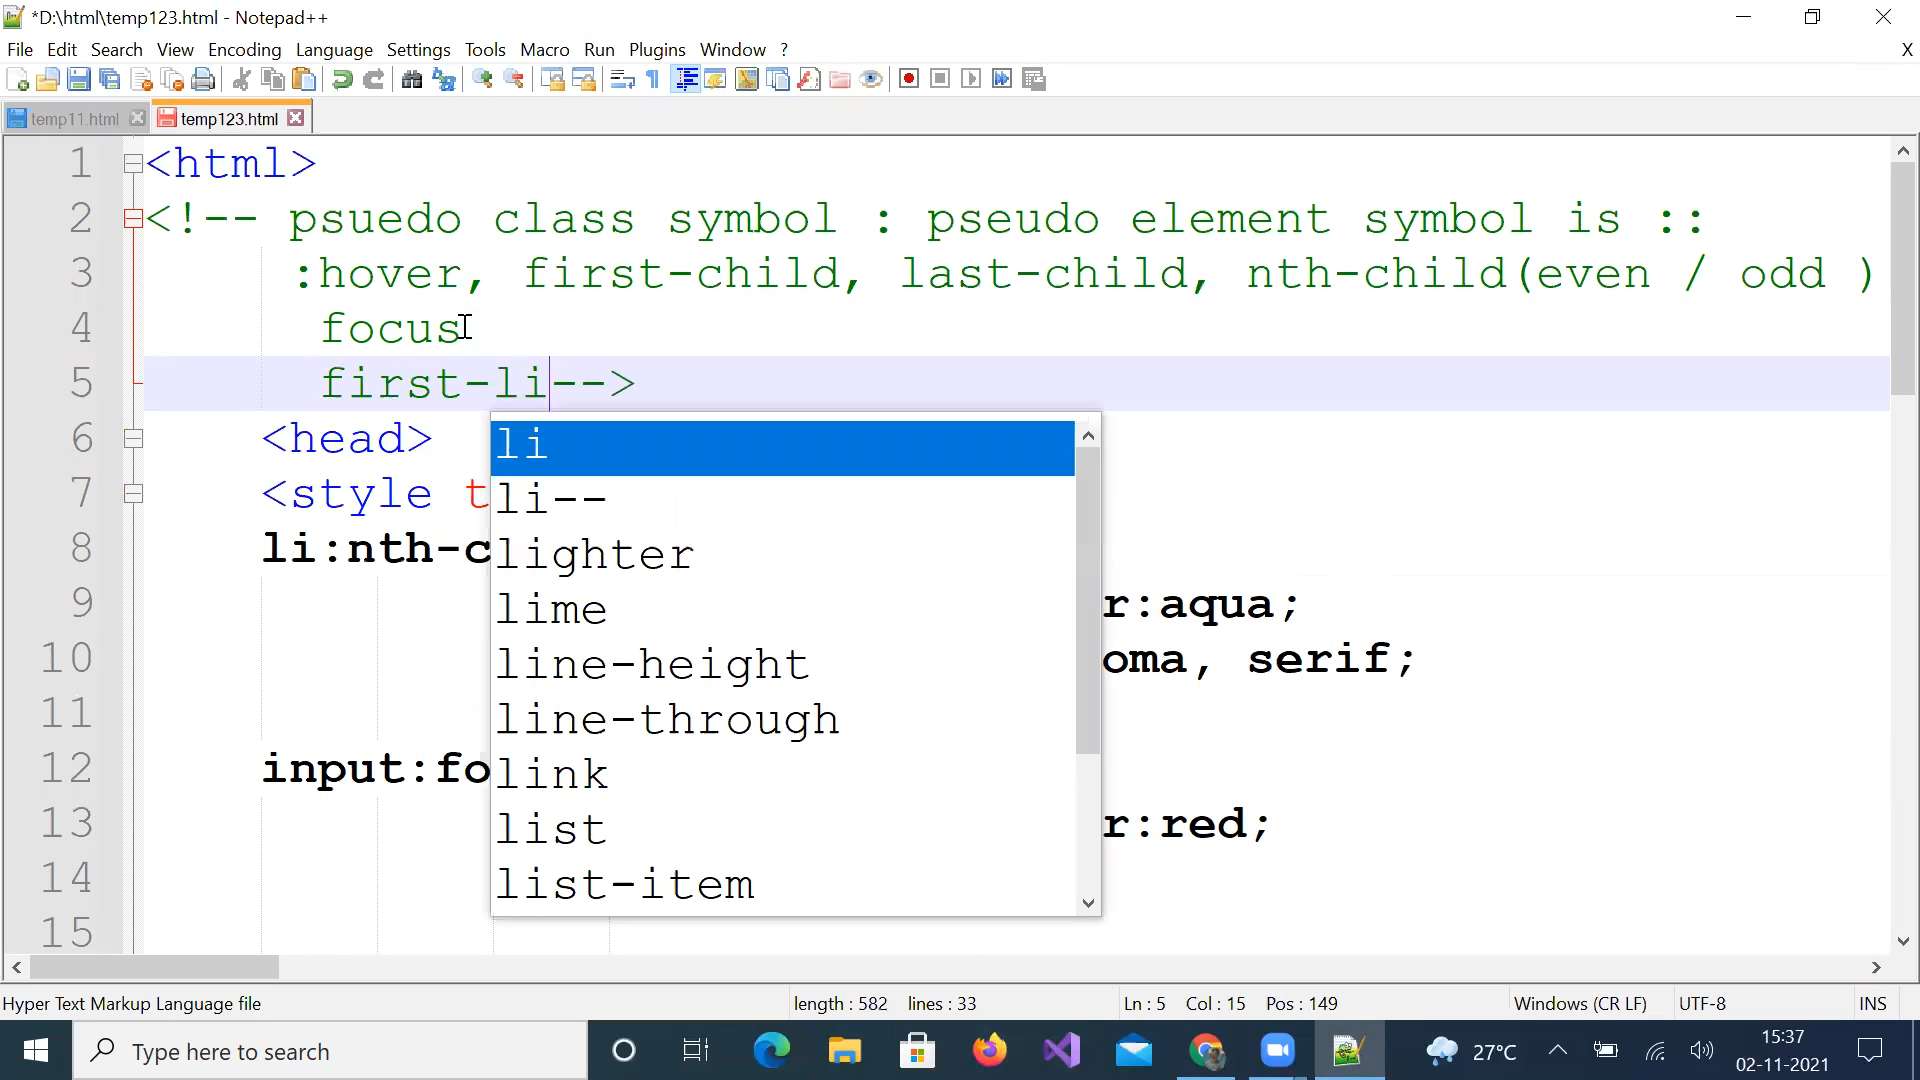 *D:\html\temp123.html - Notepad++
File Edit Search View Encoding Language Settings Tools Macro Run Plugins Window ?
X
temp11.html temp123.html
1 <html>
2 <!-- psuedo class symbol : pseudo element symbol is ::
3 :hover, first-child, last-child, nth-child(even / odd )
4 focus
5 first-li-->
6 <head>
7 <style t
8 li:nth-c
9 r:aqua;
10 oma, serif;
11
12 input:fo
13 r:red;
14
15
li
li--
lighter
lime
line-height
line-through
link
list
list-item
Hyper Text Markup Language file length : 582 lines : 33 Ln : 5 Col : 15 Pos : 149 Windows (CR LF) UTF-8 INS
Type here to search
27°C
15:37
02-11-2021